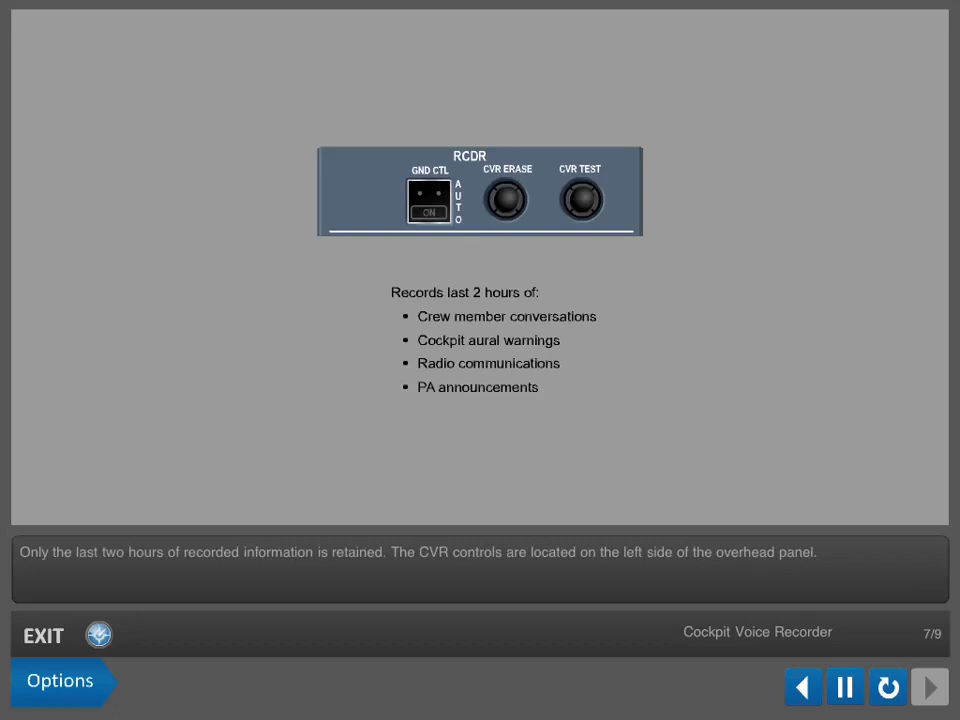 RCDR
GND CTL
CVR ERASE
CVR TEST
ON
AUTO
Records last 2 hours of:
• Crew member conversations
• Cockpit aural warnings
• Radio communications
• PA announcements
Only the last two hours of recorded information is retained. The CVR controls are located on the left side of the overhead panel.
EXIT
Cockpit Voice Recorder
7/9
Options